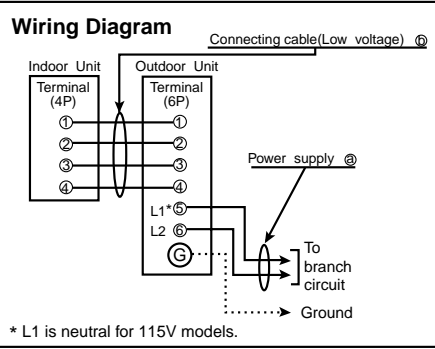 Wiring Diagram
Connecting cable(Low voltage) ⓑ
Indoor Unit
Outdoor Unit
Terminal
(4P)
Terminal
(6P)
① ①
② ②
③ ③
④ ④
L1*⑤
L2 ⑥
Ⓖ
Power supply ⓐ
To
branch
circuit
Ground
* L1 is neutral for 115V models.